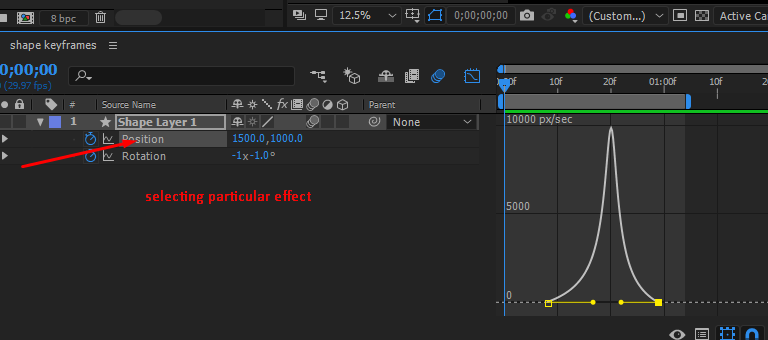 8 bpc
12.5%
0;00;00;00
(Custom...)
Active Cam
shape keyframes
0;00;00
(29.97 fps)
# Source Name
Parent
00f 10f 20f 01:00f 10f 20
1 Shape Layer 1
None
Position 1500.0,1000.0
Rotation -1x-1.0°
selecting particular effect
10000 px/sec
5000
0